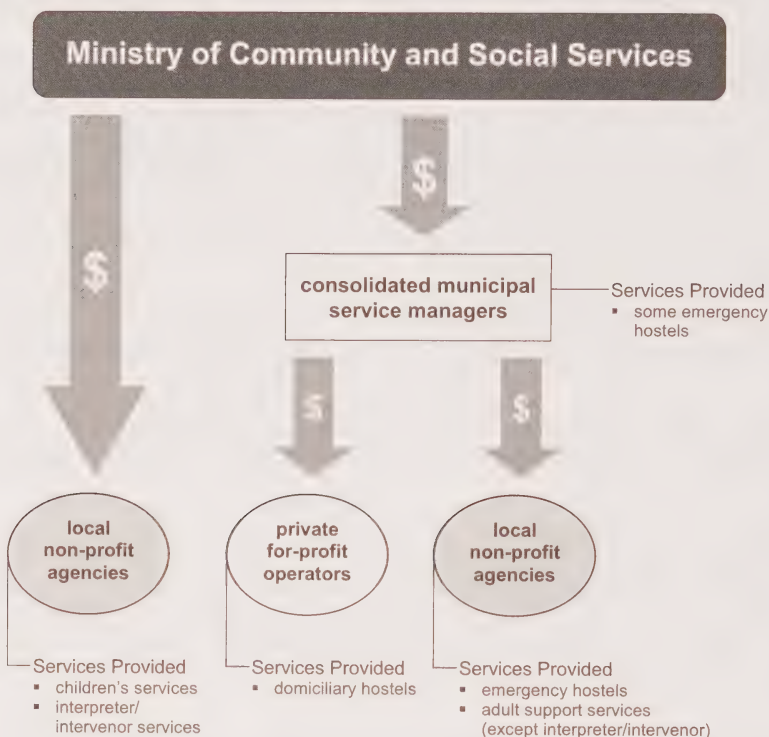 Ministry of Community and Social Services
$
$
consolidated municipal
service managers
Services Provided
▪ some emergency
hostels
$
$
local
non-profit
agencies
private
for-profit
operators
local
non-profit
agencies
Services Provided
▪ children's services
▪ interpreter/
intervenor services
Services Provided
▪ domiciliary hostels
Services Provided
▪ emergency hostels
▪ adult support services
(except interpreter/intervenor)